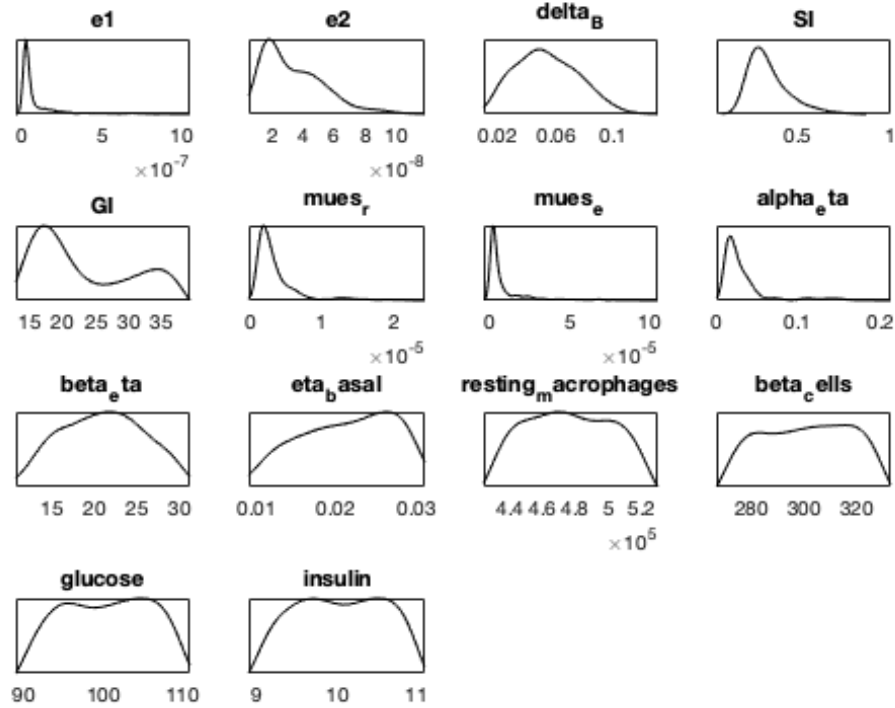 e1 e2 delta_B SI
0 5 10 2 4 6 8 10 0.02 0.06 0.1 0.5 1
×10^-7 ×10^-8
GI mues_r mues_e alpha_eta
15 20 25 30 35 0 1 2 0 5 10 0 0.1 0.2
×10^-5 ×10^-5
beta_eta eta_basal resting_macrophages beta_cells
15 20 25 30 0.01 0.02 0.03 4.4 4.6 4.8 5 5.2 280 300 320
×10^5
glucose insulin
90 100 110 9 10 11